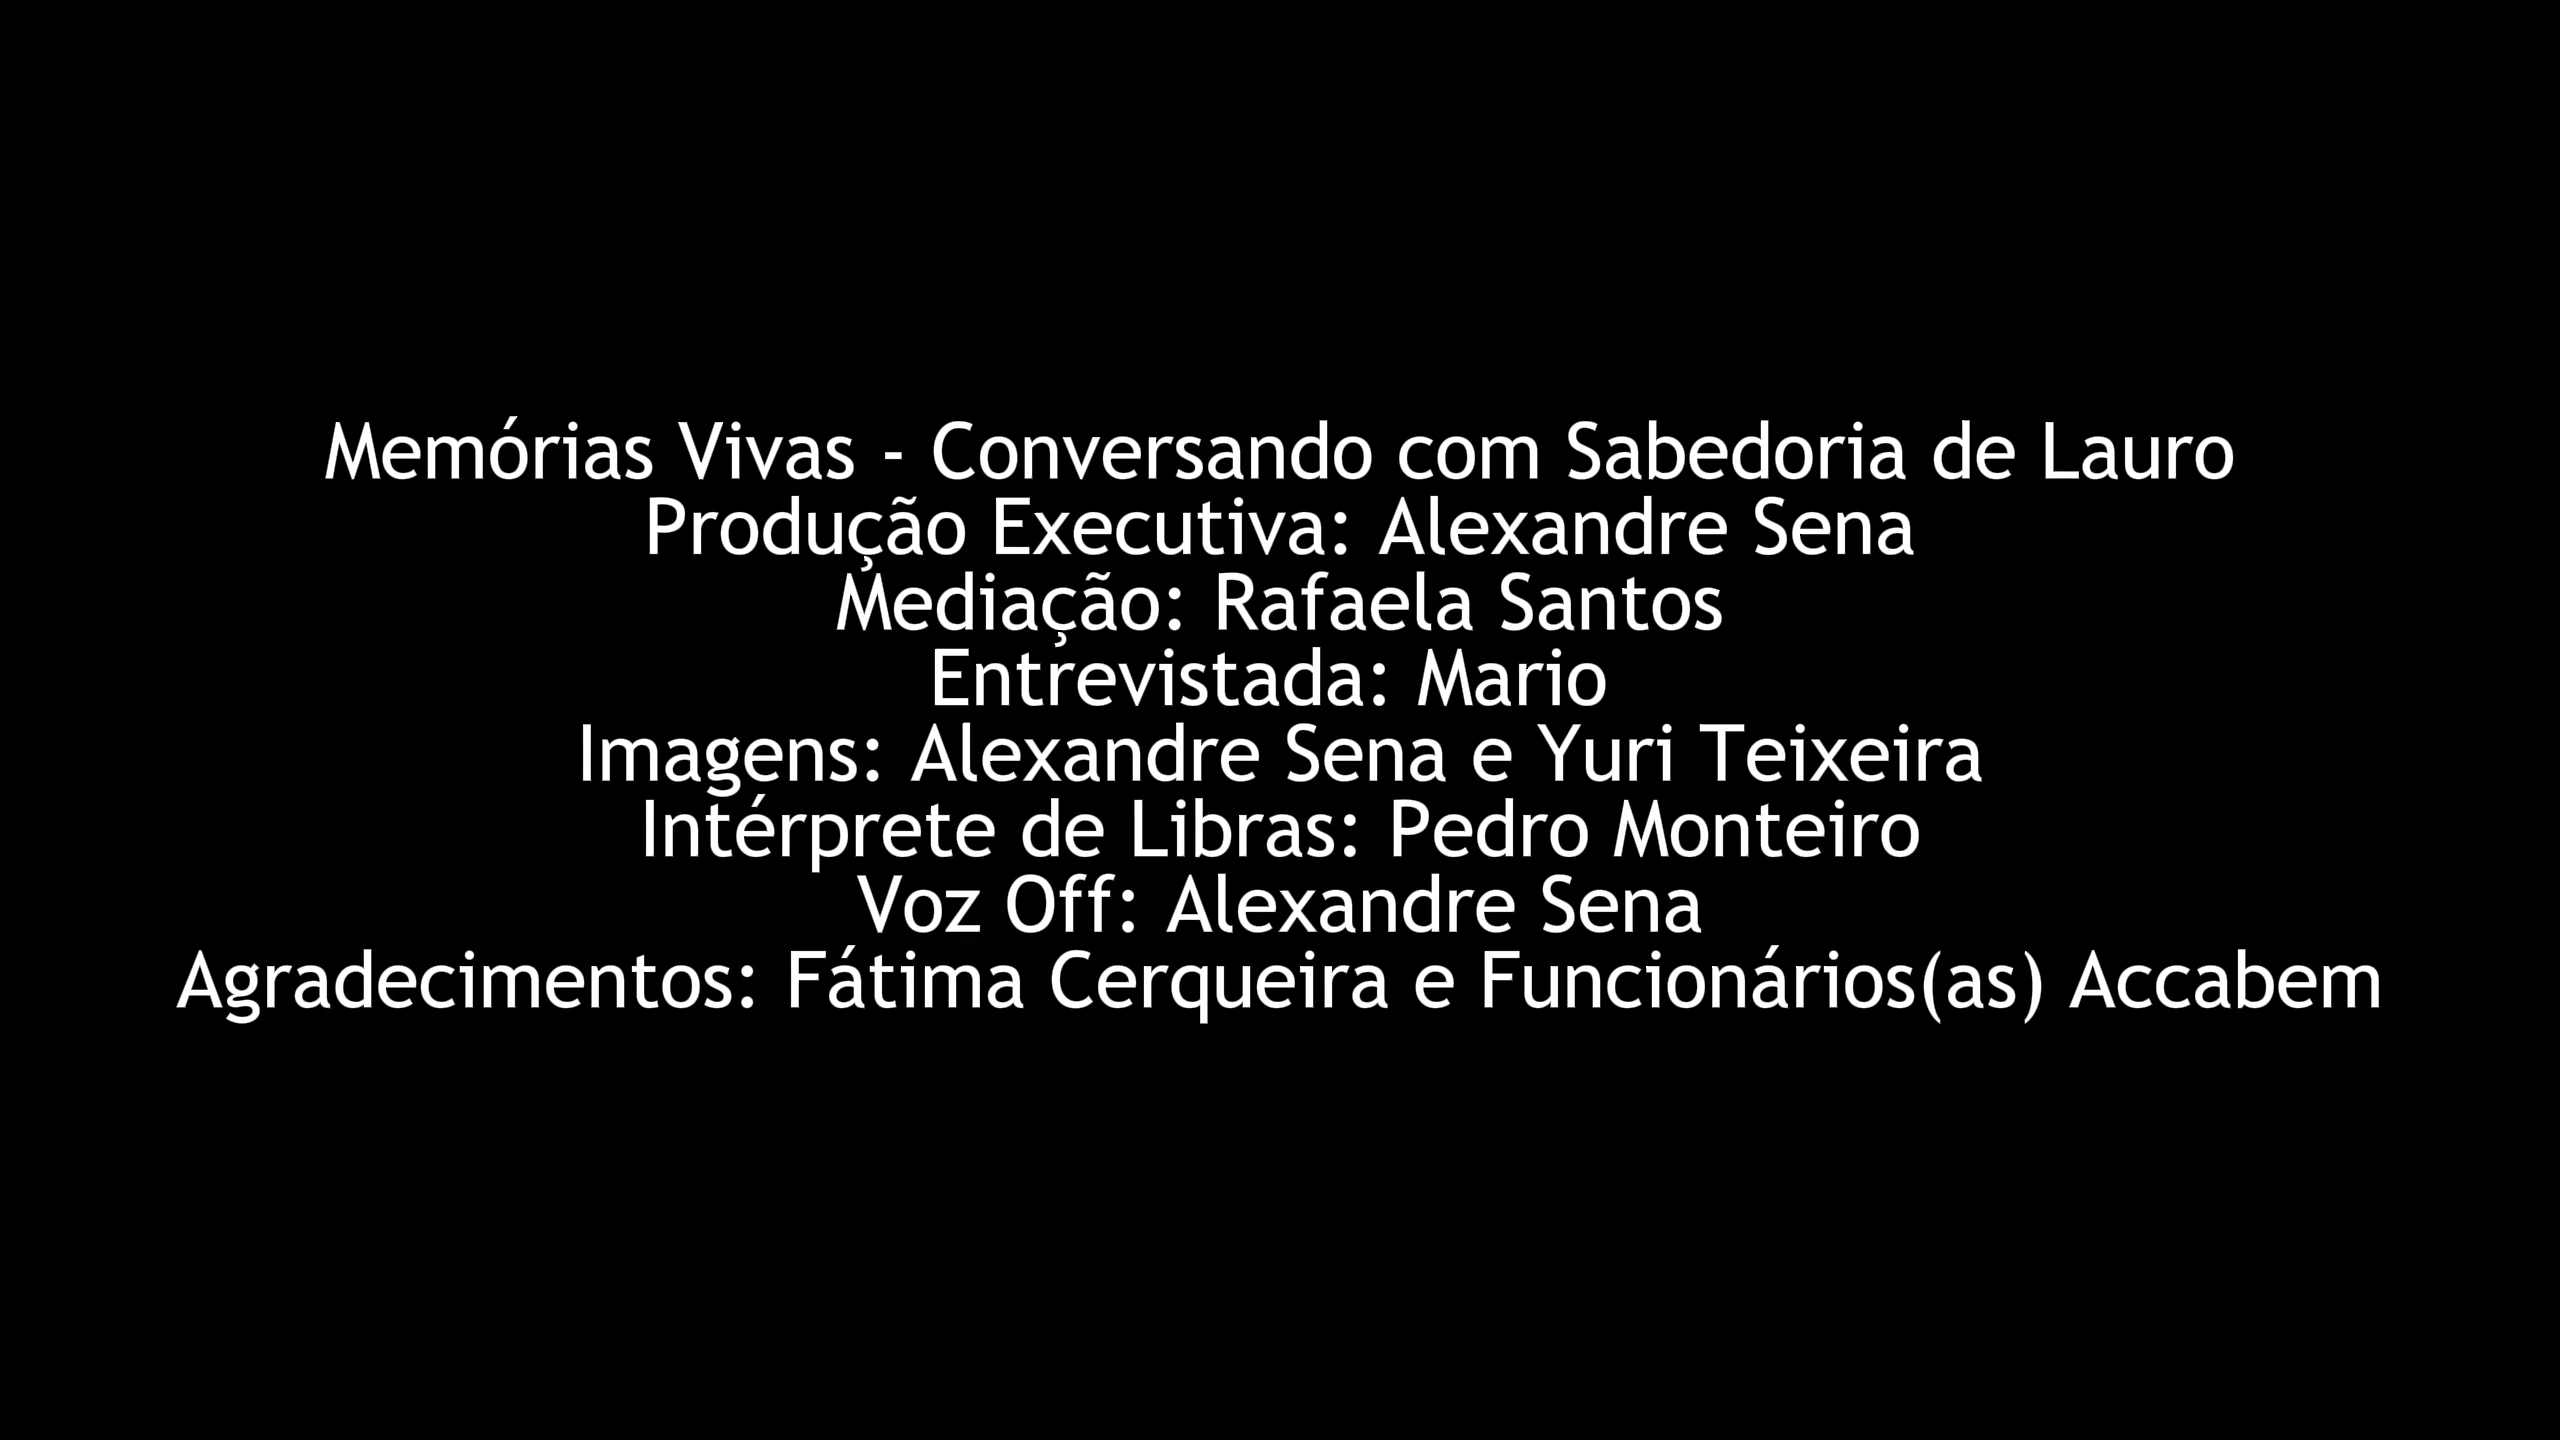 Memórias Vivas - Conversando com Sabedoria de Lauro
Produção Executiva: Alexandre Sena
Mediação: Rafaela Santos
Entrevistada: Mario
Imagens: Alexandre Sena e Yuri Teixeira
Intérprete de Libras: Pedro Monteiro
Voz Off: Alexandre Sena
Agradecimentos: Fátima Cerqueira e Funcionários(as) Accabem